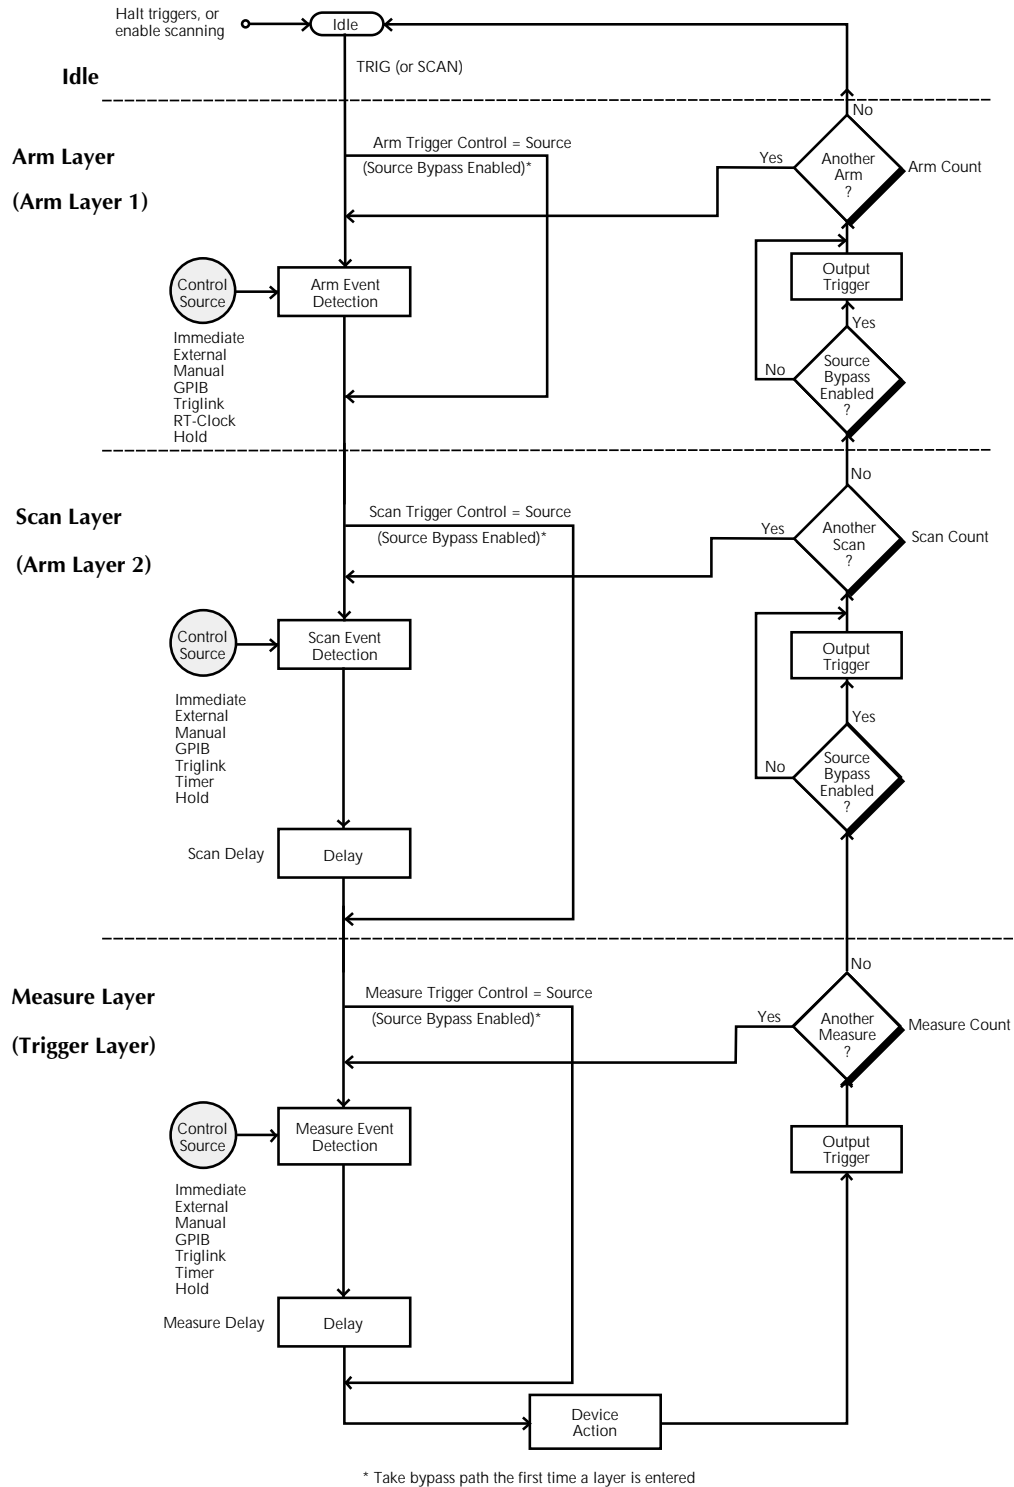 Halt triggers, or
enable scanning
Idle
TRIG (or SCAN)
Idle
No
Arm Layer
(Arm Layer 1)
Arm Trigger Control = Source
(Source Bypass Enabled)*
Yes
Another
Arm
?
Arm Count
Control
Source
Arm Event
Detection
Output
Trigger
Immediate
External
Manual
GPIB
Triglink
RT-Clock
Hold
Yes
No
Source
Bypass
Enabled
?
No
Scan Layer
(Arm Layer 2)
Scan Trigger Control = Source
(Source Bypass Enabled)*
Yes
Another
Scan
?
Scan Count
Control
Source
Scan Event
Detection
Output
Trigger
Immediate
External
Manual
GPIB
Triglink
Timer
Hold
Yes
No
Source
Bypass
Enabled
?
Scan Delay
Delay
No
Measure Layer
(Trigger Layer)
Measure Trigger Control = Source
(Source Bypass Enabled)*
Yes
Another
Measure
?
Measure Count
Control
Source
Measure Event
Detection
Output
Trigger
Immediate
External
Manual
GPIB
Triglink
Timer
Hold
Measure Delay
Delay
Device
Action
* Take bypass path the first time a layer is entered